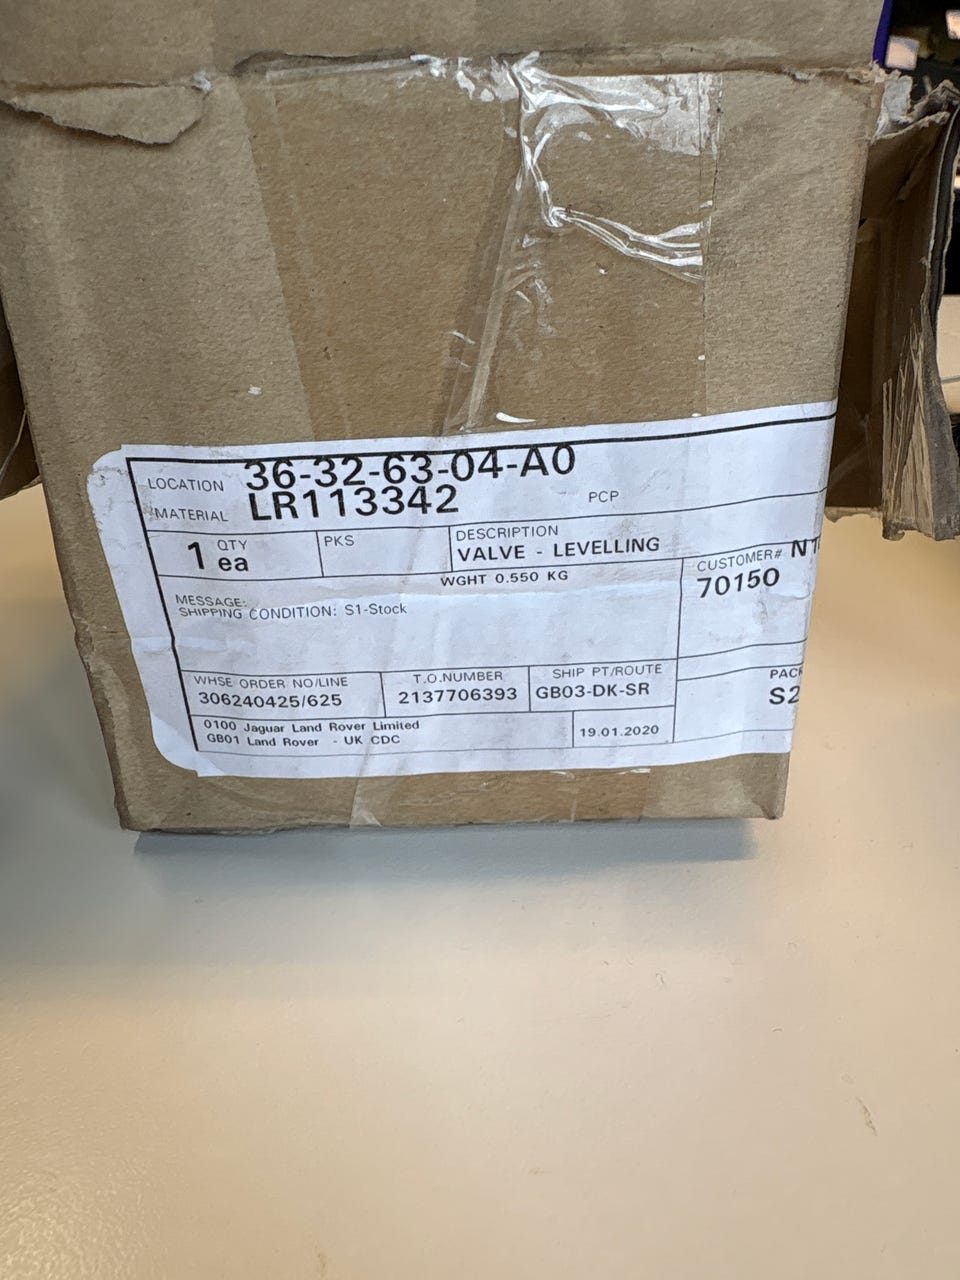 LOCATION 36-32-63-04-A0
MATERIAL LR113342 PCP
1 QTY ea
PKS
DESCRIPTION
VALVE - LEVELLING
WGHT 0.550 KG
CUSTOMER#
70150
MESSAGE:
SHIPPING CONDITION: S1-Stock
WHSE ORDER NO/LINE
306240425/625
T.O.NUMBER
2137706393
SHIP PT/ROUTE
GB03-DK-SR
0100 Jaguar Land Rover Limited
GB01 Land Rover - UK CDC
19.01.2020